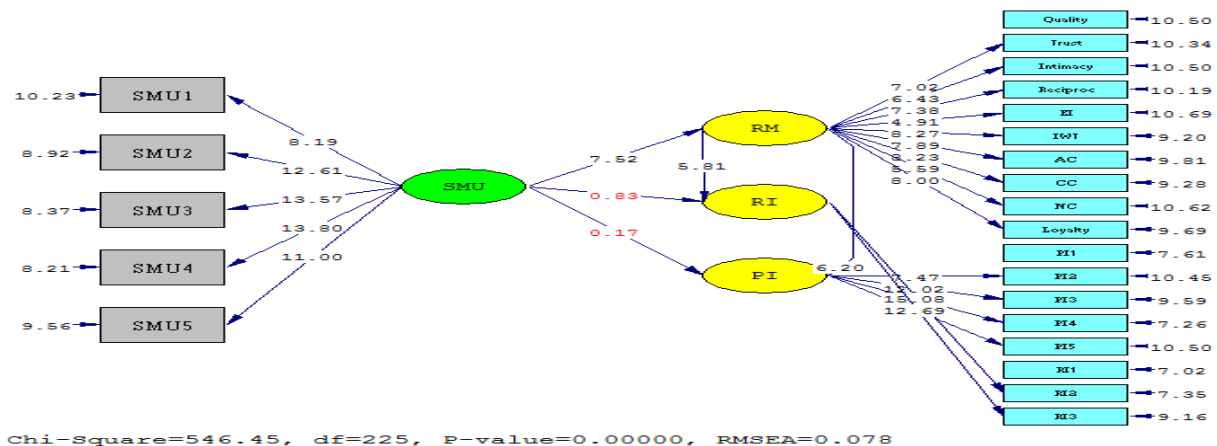 10.23 SMU1
8.92 SMU2
8.37 SMU3
8.21 SMU4
9.56 SMU5
8.19
12.61
13.57
13.80
11.00
SMU
7.52
0.83
0.17
RM
5.81
RI
PI
6.20
7.02
6.43
7.38
4.91
8.27
7.89
8.23
5.59
8.00
7.47
12.02
15.08
12.69
Quality 10.50
Trust 10.34
Intimacy 10.50
Reciproc 10.19
EI 10.69
IWT 9.20
AC 9.81
CC 9.28
NC 10.62
Loyalty 9.69
PI1 7.61
PI2 10.45
PI3 9.59
PI4 7.26
PI5 10.50
RI1 7.02
RI2 7.35
RI3 9.16
Chi-Square=546.45, df=225, P-value=0.00000, RMSEA=0.078